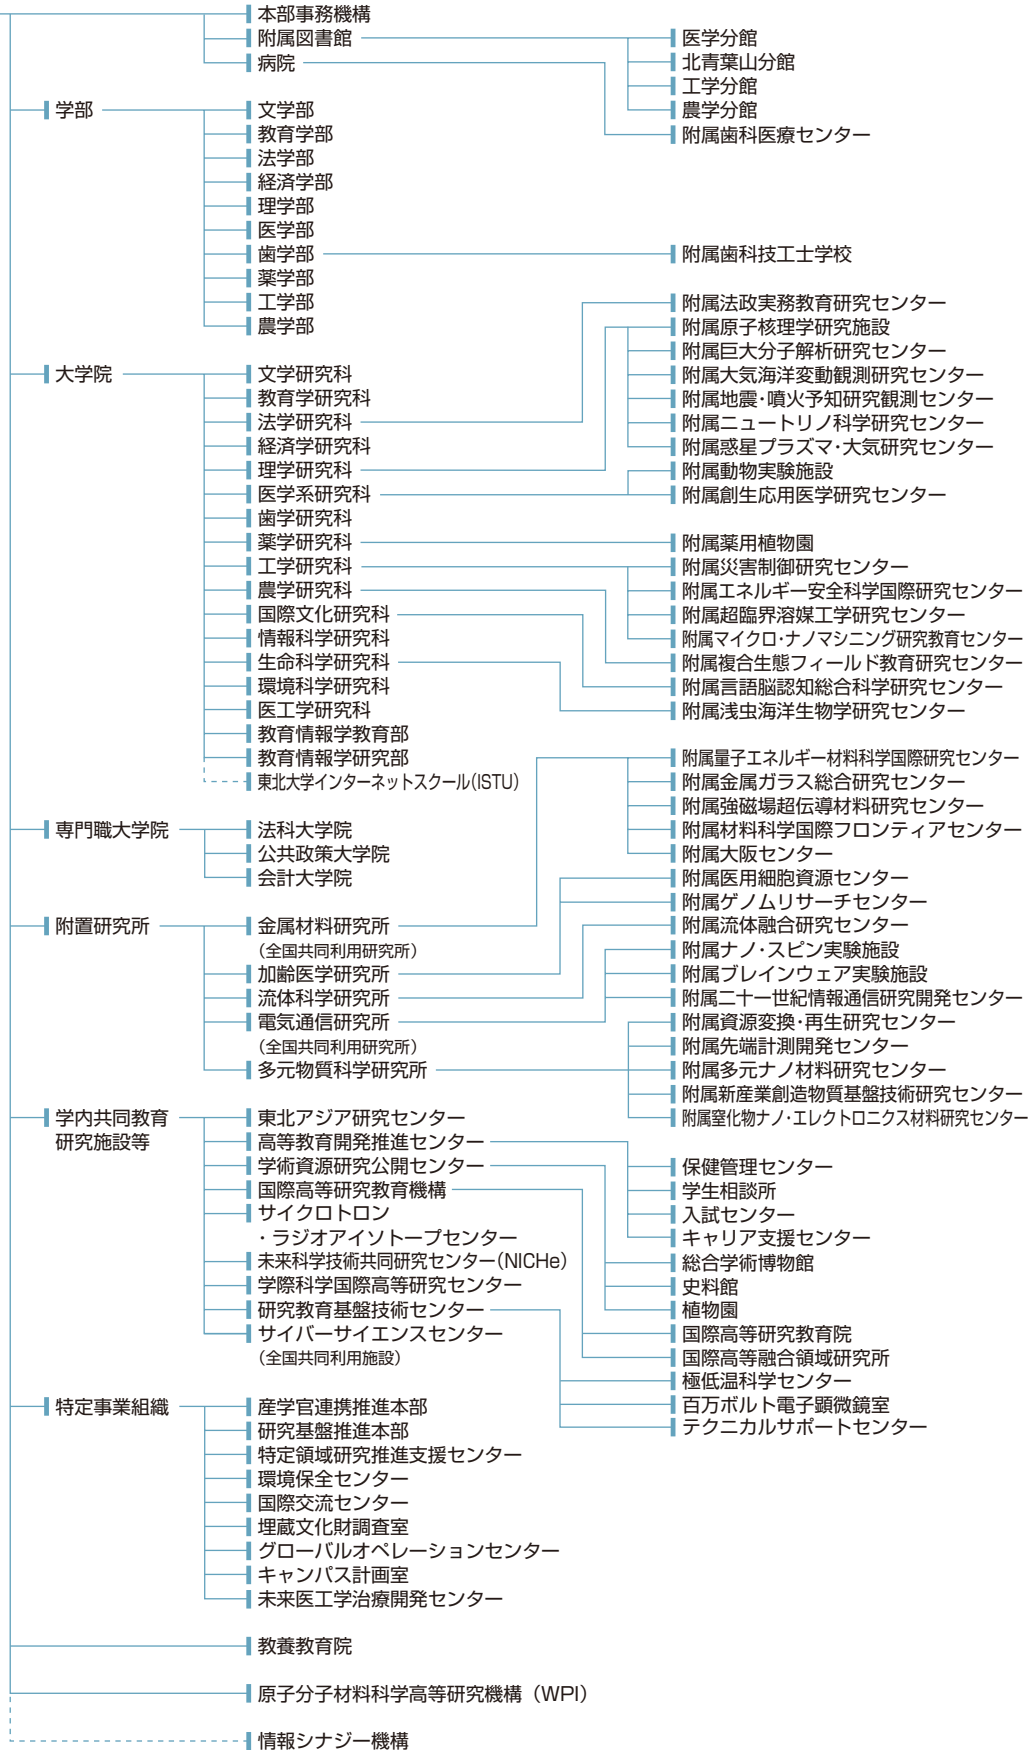 本部事務機構
附属図書館
医学分館
北青葉山分館
工学分館
農学分館
病院
附属歯科医療センター
学部
文学部
教育学部
法学部
経済学部
理学部
医学部
歯学部
附属歯科技工士学校
薬学部
工学部
農学部
大学院
文学研究科
教育学研究科
法学研究科
附属法政実務教育研究センター
経済学研究科
理学研究科
附属原子核理学研究施設
附属巨大分子解析研究センター
附属大気海洋変動観測研究センター
附属地震・噴火予知研究観測センター
附属ニュートリノ科学研究センター
附属惑星プラズマ・大気研究センター
医学系研究科
附属動物実験施設
附属創生応用医学研究センター
歯学研究科
薬学研究科
附属薬用植物園
工学研究科
附属災害制御研究センター
附属エネルギー安全科学国際研究センター
附属超臨界溶媒工学研究センター
附属マイクロ・ナノマシニング研究教育センター
農学研究科
附属複合生態フィールド教育研究センター
国際文化研究科
附属言語脳認知総合科学研究センター
情報科学研究科
生命科学研究科
附属浅虫海洋生物学研究センター
環境科学研究科
医工学研究科
教育情報学教育部
教育情報学研究部
東北大学インターネットスクール(ISTU)
専門職大学院
法科大学院
公共政策大学院
会計大学院
附置研究所
金属材料研究所
(全国共同利用研究所)
附属量子エネルギー材料科学国際研究センター
附属金属ガラス総合研究センター
附属強磁場超伝導材料研究センター
附属材料科学国際フロンティアセンター
附属大阪センター
加齢医学研究所
附属医用細胞資源センター
附属ゲノムリサーチセンター
流体科学研究所
附属流体融合研究センター
電気通信研究所
(全国共同利用研究所)
附属ナノ・スピン実験施設
附属ブレインウェア実験施設
附属二十一世紀情報通信研究開発センター
多元物質科学研究所
附属資源変換・再生研究センター
附属先端計測開発センター
附属多元ナノ材料研究センター
附属新産業創造物質基盤技術研究センター
附属窒化物ナノ・エレクトロニクス材料研究センター
学内共同教育
研究施設等
東北アジア研究センター
高等教育開発推進センター
保健管理センター
学生相談所
入試センター
キャリア支援センター
学術資源研究公開センター
総合学術博物館
史料館
植物園
国際高等研究教育機構
国際高等研究教育院
国際高等融合領域研究所
サイクロトロン
・ラジオアイソトープセンター
未来科学技術共同研究センター(NICHe)
学際科学国際高等研究センター
研究教育基盤技術センター
極低温科学センター
百万ボルト電子顕微鏡室
テクニカルサポートセンター
サイバーサイエンスセンター
(全国共同利用施設)
特定事業組織
産学官連携推進本部
研究基盤推進本部
特定領域研究推進支援センター
環境保全センター
国際交流センター
埋蔵文化財調査室
グローバルオペレーションセンター
キャンパス計画室
未来医工学治療開発センター
教養教育院
原子分子材料科学高等研究機構（WPI）
情報シナジー機構